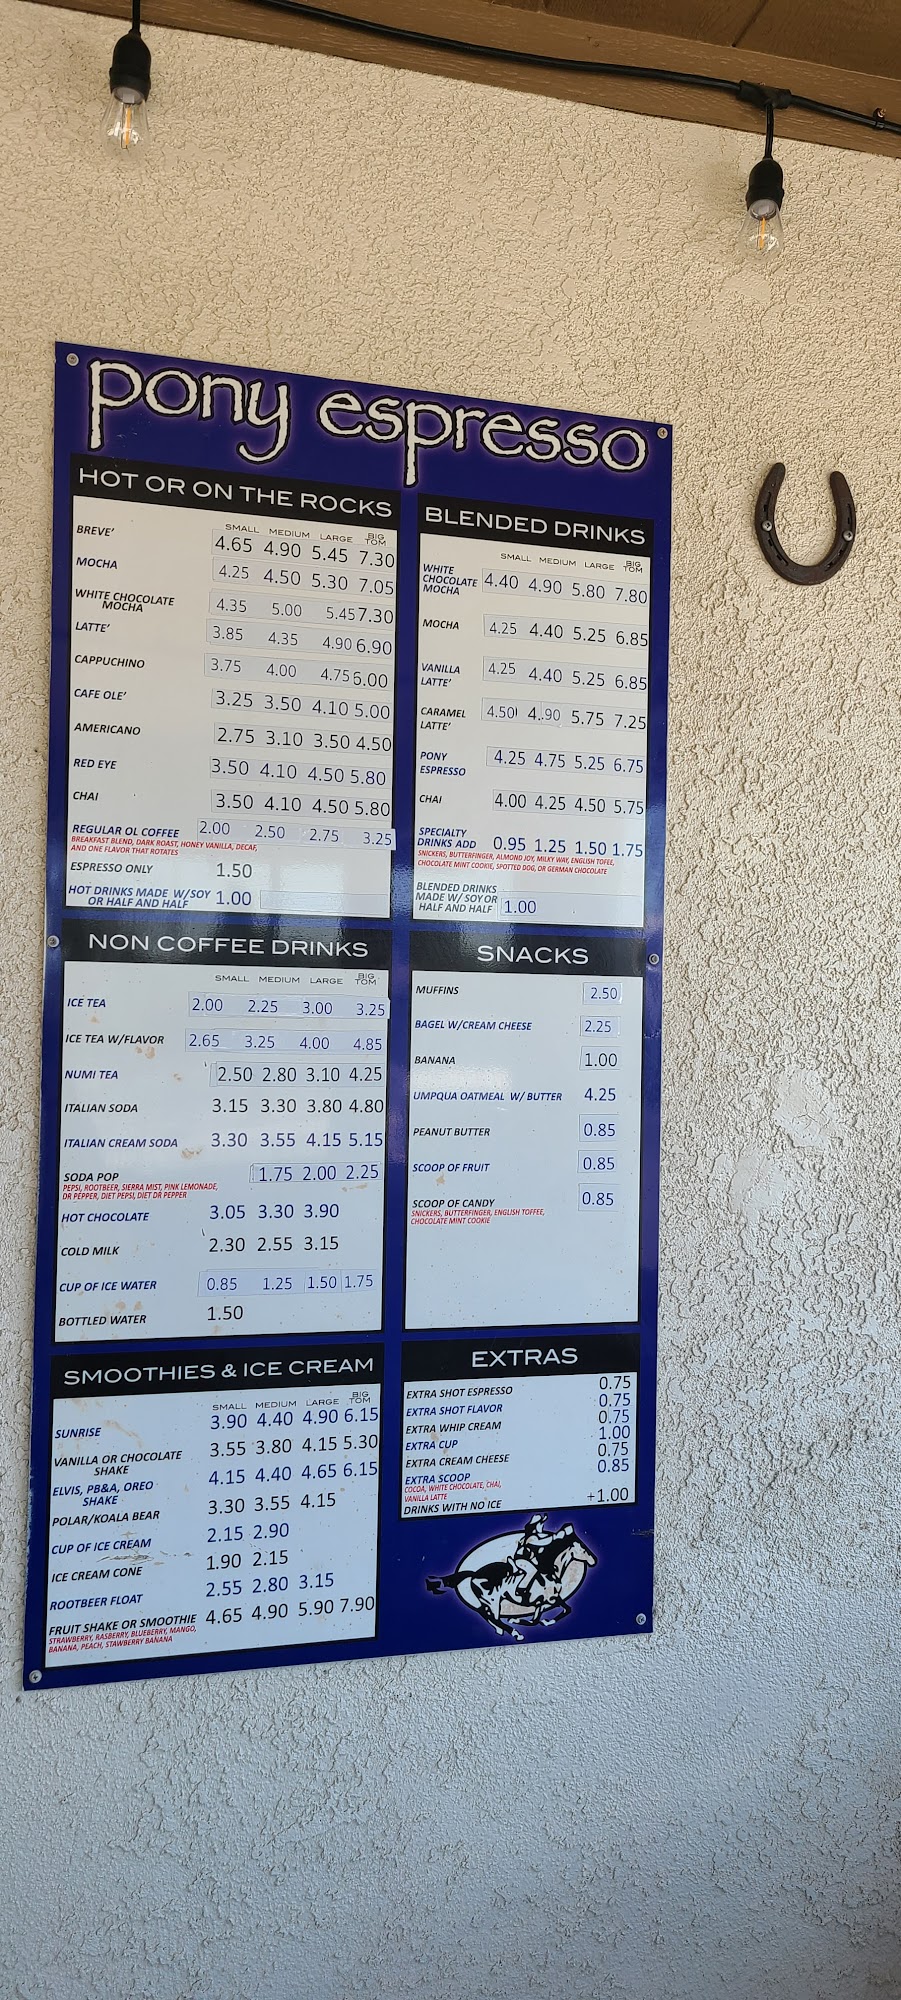 pony espresso
HOT OR ON THE ROCKS
SMALL MEDIUM LARGE BIG TOM
BREVE' 4.65 4.90 5.45 7.30
MOCHA 4.25 4.50 5.30 7.05
WHITE CHOCOLATE
MOCHA 4.35 5.00 5.45 7.30
LATTE' 3.85 4.35 4.90 6.90
CAPPUCHINO 3.75 4.00 4.75 6.00
CAFE OLE' 3.25 3.50 4.10 5.00
AMERICANO 2.75 3.10 3.50 4.50
RED EYE 3.50 4.10 4.50 5.80
CHAI 3.50 4.10 4.50 5.80
REGULAR OL COFFEE 2.00 2.50 2.75 3.25
BREAKFAST BLEND, DARK ROAST, HONEY VANILLA, DECAF,
AND ONE FLAVOR THAT ROTATES
ESPRESSO ONLY 1.50
HOT DRINKS MADE W/SOY
OR HALF AND HALF 1.00
BLENDED DRINKS
SMALL MEDIUM LARGE BIG TOM
WHITE
CHOCOLATE
MOCHA 4.40 4.90 5.80 7.80
MOCHA 4.25 4.40 5.25 6.85
VANILLA
LATTE' 4.25 4.40 5.25 6.85
CARAMEL
LATTE' 4.50 4.90 5.75 7.25
PONY
ESPRESSO 4.25 4.75 5.25 6.75
CHAI 4.00 4.25 4.50 5.75
SPECIALTY
DRINKS ADD 0.95 1.25 1.50 1.75
SNICKERS, BUTTERFINGER, ALMOND JOY, MILKY WAY, ENGLISH TOFEE,
CHOCOLATE MINT COOKIE, SPOTTED DOG, OR GERMAN CHOCOLATE
BLENDED DRINKS
MADE W/ SOY OR
HALF AND HALF 1.00
NON COFFEE DRINKS
SMALL MEDIUM LARGE BIG TOM
ICE TEA 2.00 2.25 3.00 3.25
ICE TEA W/FLAVOR 2.65 3.25 4.00 4.85
NUMI TEA 2.50 2.80 3.10 4.25
ITALIAN SODA 3.15 3.30 3.80 4.80
ITALIAN CREAM SODA 3.30 3.55 4.15 5.15
SODA POP 1.75 2.00 2.25
PEPSI, ROOTBEER, SIERRA MIST, PINK LEMONADE,
DR PEPPER, DIET PEPSI, DIET DR PEPPER
HOT CHOCOLATE 3.05 3.30 3.90
COLD MILK 2.30 2.55 3.15
CUP OF ICE WATER 0.85 1.25 1.50 1.75
BOTTLED WATER 1.50
SNACKS
MUFFINS 2.50
BAGEL W/CREAM CHEESE 2.25
BANANA 1.00
UMPQUA OATMEAL W/ BUTTER 4.25
PEANUT BUTTER 0.85
SCOOP OF FRUIT 0.85
SCOOP OF CANDY 0.85
SNICKERS, BUTTERFINGER, ENGLISH TOFFEE,
CHOCOLATE MINT COOKIE
SMOOTHIES & ICE CREAM
SMALL MEDIUM LARGE BIG TOM
SUNRISE 3.90 4.40 4.90 6.15
VANILLA OR CHOCOLATE
SHAKE 3.55 3.80 4.15 5.30
ELVIS, PB&A, OREO
SHAKE 4.15 4.40 4.65 6.15
POLAR/KOALA BEAR 3.30 3.55 4.15
CUP OF ICE CREAM 2.15 2.90
ICE CREAM CONE 1.90 2.15
ROOTBEER FLOAT 2.55 2.80 3.15
FRUIT SHAKE OR SMOOTHIE 4.65 4.90 5.90 7.90
STRAWBERRY, RASBERRY, BLUEBERRY, MANGO,
BANANA, PEACH, STAWBERRY BANANA
EXTRAS
EXTRA SHOT ESPRESSO 0.75
EXTRA SHOT FLAVOR 0.75
EXTRA WHIP CREAM 0.75
EXTRA CUP 1.00
EXTRA CREAM CHEESE 0.75
EXTRA SCOOP 0.85
COCOA, WHITE CHOCOLATE, CHAI,
VANILLA LATTE
DRINKS WITH NO ICE +1.00